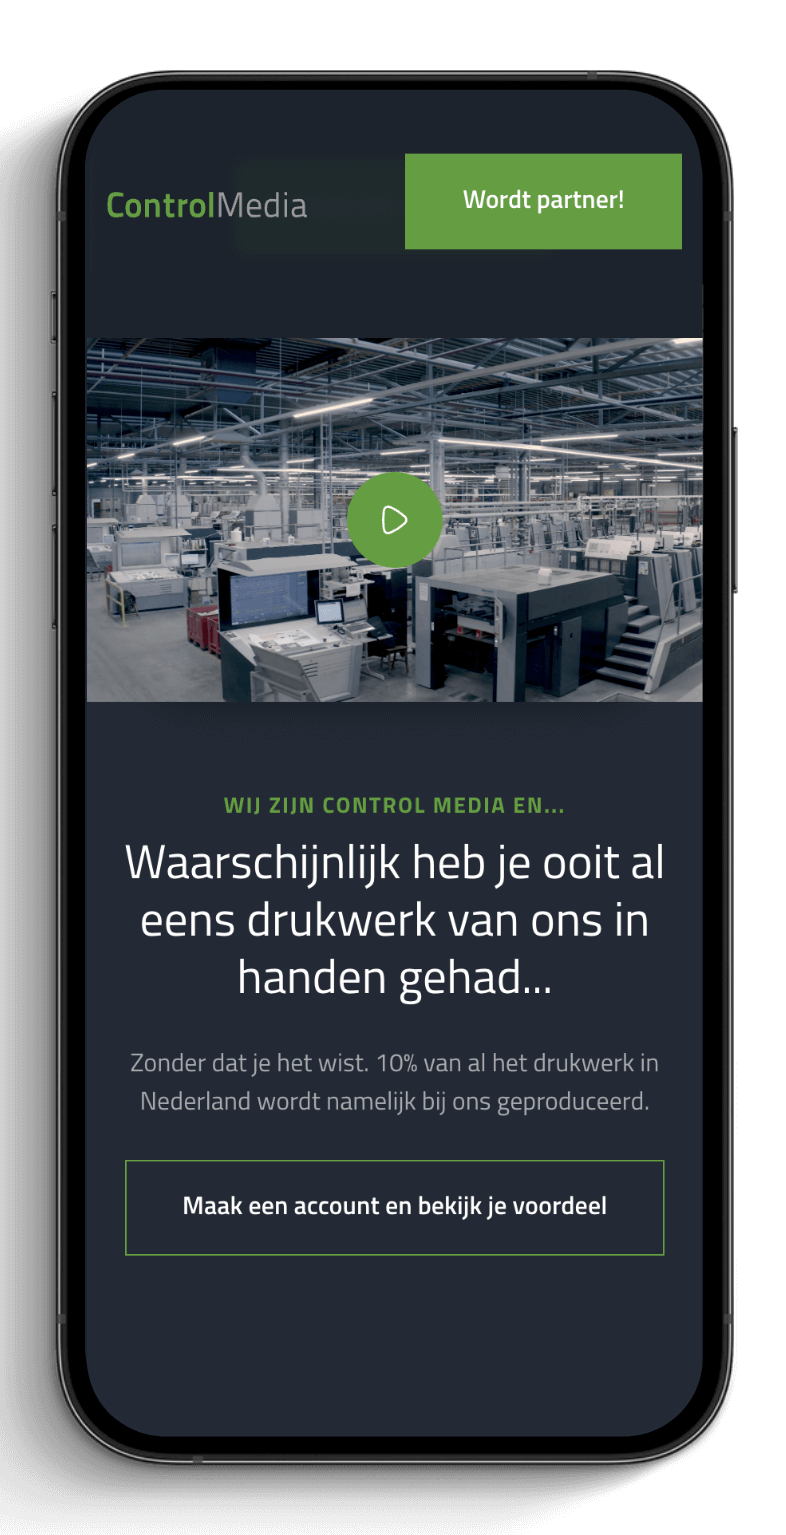 ControlMedia
Wordt partner!
WIJ ZIJN CONTROL MEDIA EN...
Waarschijnlijk heb je ooit al
eens drukwerk van ons in
handen gehad...
Zonder dat je het wist. 10% van al het drukwerk in
Nederland wordt namelijk bij ons geproduceerd.
Maak een account en bekijk je voordeel